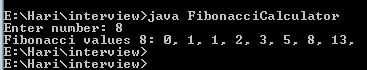 E:\Hari\interview>java FibonacciCalculator
Enter number: 8
Fibonacci values 8: 0, 1, 1, 2, 3, 5, 8, 13,
E:\Hari\interview>
E:\Hari\interview>